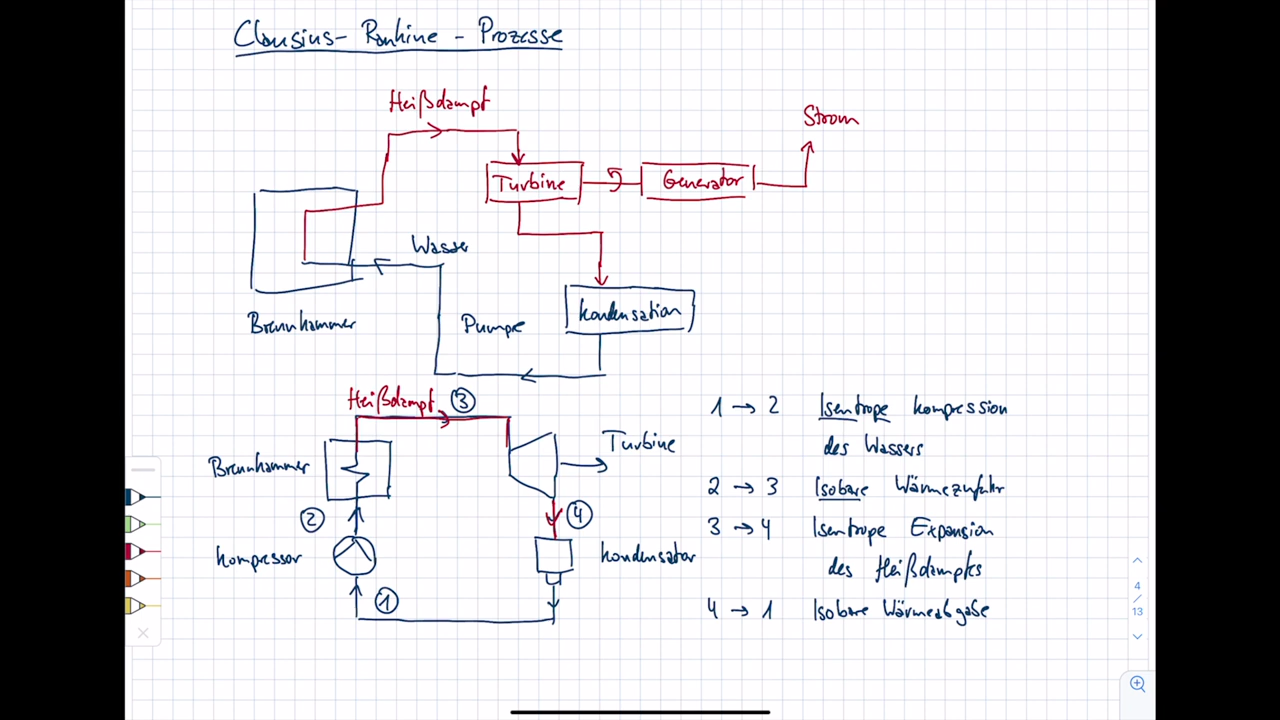 Clausius-Rankine-Prozesse
Heißdampf
Strom
Turbine
Generator
Wasser
Brennkammer
Pumpe
Kondensation
Heißdampf 3
Brennkammer
Turbine
2
4
Kompressor
Kondensator
1
1 → 2 Isentrope Kompression
des Wassers
2 → 3 Isobare Wärmezufuhr
3 → 4 Isentrope Expansion
des Heißdampfes
4 → 1 Isobare Wärmeabgabe
4
/
13